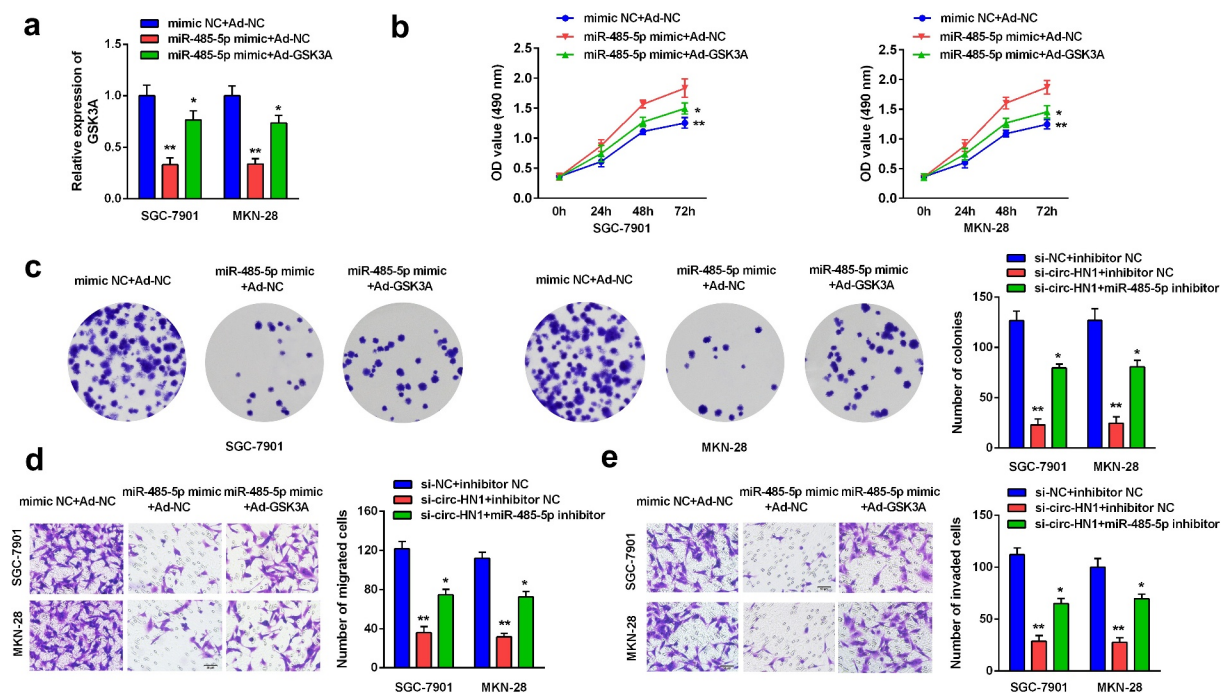 a
mimic NC+Ad-NC
miR-485-5p mimic+Ad-NC
miR-485-5p mimic+Ad-GSK3A
Relative expression of
GSK3A
1.5
1.0
0.5
0.0
** * ** *
SGC-7901 MKN-28
b
mimic NC+Ad-NC
miR-485-5p mimic+Ad-NC
miR-485-5p mimic+Ad-GSK3A
OD value (490 nm)
2.5
2.0
1.5
1.0
0.5
0.0
*
**
0h 24h 48h 72h
SGC-7901
mimic NC+Ad-NC
miR-485-5p mimic+Ad-NC
miR-485-5p mimic+Ad-GSK3A
OD value (490 nm)
2.5
2.0
1.5
1.0
0.5
0.0
*
**
0h 24h 48h 72h
MKN-28
c
mimic NC+Ad-NC
miR-485-5p mimic
+Ad-NC
miR-485-5p mimic
+Ad-GSK3A
SGC-7901
mimic NC+Ad-NC
miR-485-5p mimic
+Ad-NC
miR-485-5p mimic
+Ad-GSK3A
MKN-28
si-NC+inhibitor NC
si-circ-HN1+inhibitor NC
si-circ-HN1+miR-485-5p inhibitor
Number of colonies
150
100
50
0
** * ** *
SGC-7901 MKN-28
d
mimic NC+Ad-NC
miR-485-5p mimic
+Ad-NC
miR-485-5p mimic
+Ad-GSK3A
SGC-7901
MKN-28
si-NC+inhibitor NC
si-circ-HN1+inhibitor NC
si-circ-HN1+miR-485-5p inhibitor
Number of migrated cells
160
120
80
40
0
** * ** *
SGC-7901 MKN-28
e
mimic NC+Ad-NC
miR-485-5p mimic
+Ad-NC
miR-485-5p mimic
+Ad-GSK3A
SGC-7901
MKN-28
si-NC+inhibitor NC
si-circ-HN1+inhibitor NC
si-circ-HN1+miR-485-5p inhibitor
Number of invaded cells
150
100
50
0
** * ** *
SGC-7901 MKN-28